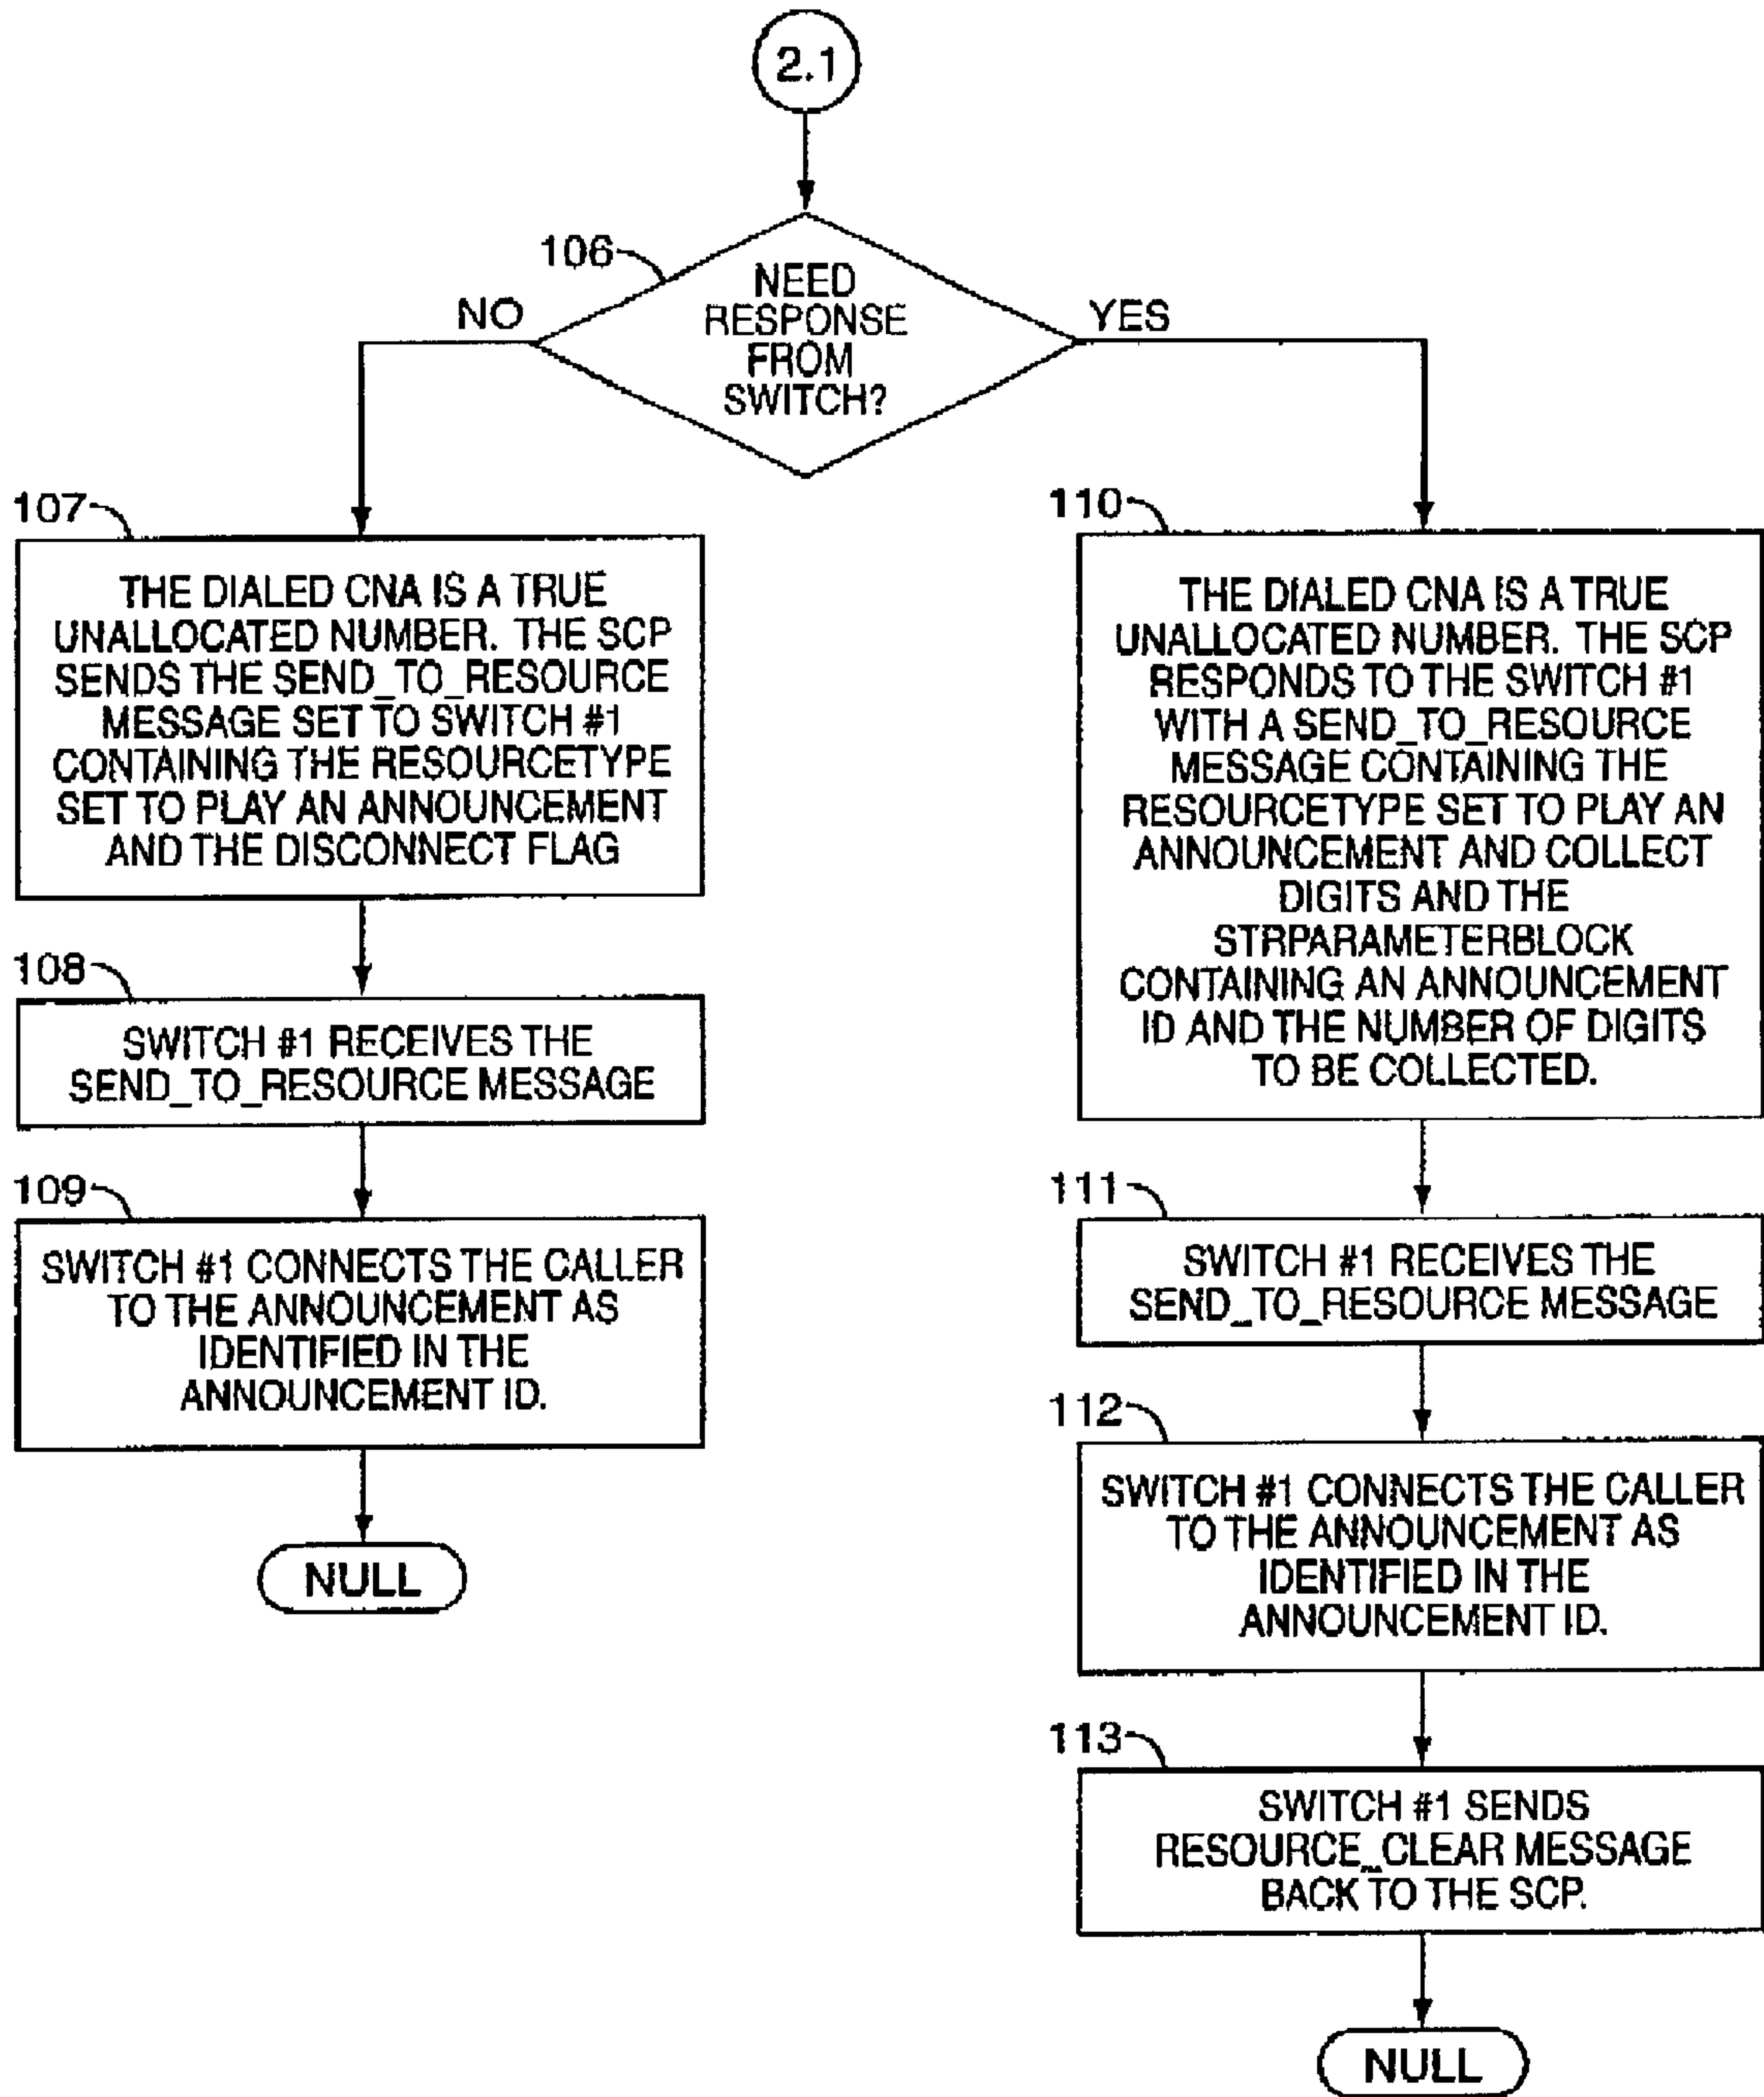 2.1
106
NEED
RESPONSE
FROM
SWITCH?
NO
YES
107
THE DIALED CNA IS A TRUE
UNALLOCATED NUMBER. THE SCP
SENDS THE SEND_TO_RESOURCE
MESSAGE SET TO SWITCH #1
CONTAINING THE RESOURCETYPE
SET TO PLAY AN ANNOUNCEMENT
AND THE DISCONNECT FLAG
108
SWITCH #1 RECEIVES THE
SEND_TO_RESOURCE MESSAGE
109
SWITCH #1 CONNECTS THE CALLER
TO THE ANNOUNCEMENT AS
IDENTIFIED IN THE
ANNOUNCEMENT ID.
NULL
110
THE DIALED CNA IS A TRUE
UNALLOCATED NUMBER. THE SCP
RESPONDS TO THE SWITCH #1
WITH A SEND_TO_RESOURCE
MESSAGE CONTAINING THE
RESOURCETYPE SET TO PLAY AN
ANNOUNCEMENT AND COLLECT
DIGITS AND THE
STRPARAMETERBLOCK
CONTAINING AN ANNOUNCEMENT
ID AND THE NUMBER OF DIGITS
TO BE COLLECTED.
111
SWITCH #1 RECEIVES THE
SEND_TO_RESOURCE MESSAGE
112
SWITCH #1 CONNECTS THE CALLER
TO THE ANNOUNCEMENT AS
IDENTIFIED IN THE
ANNOUNCEMENT ID.
113
SWITCH #1 SENDS
RESOURCE_CLEAR MESSAGE
BACK TO THE SCP.
NULL